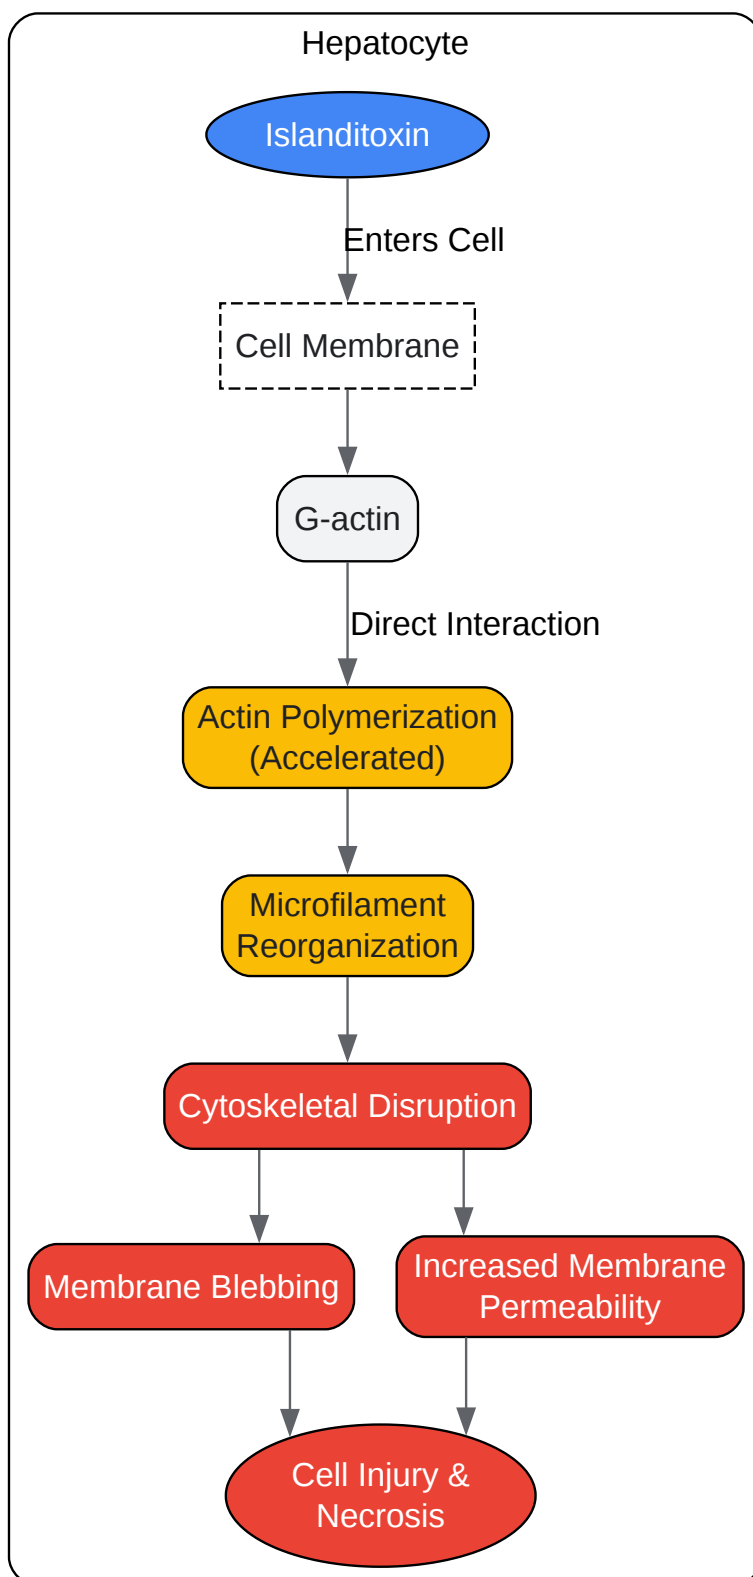 Hepatocyte
Islanditoxin
Enters Cell
Cell Membrane
G-actin
Direct Interaction
Actin Polymerization
(Accelerated)
Microfilament
Reorganization
Cytoskeletal Disruption
Membrane Blebbing
Increased Membrane
Permeability
Cell Injury &
Necrosis